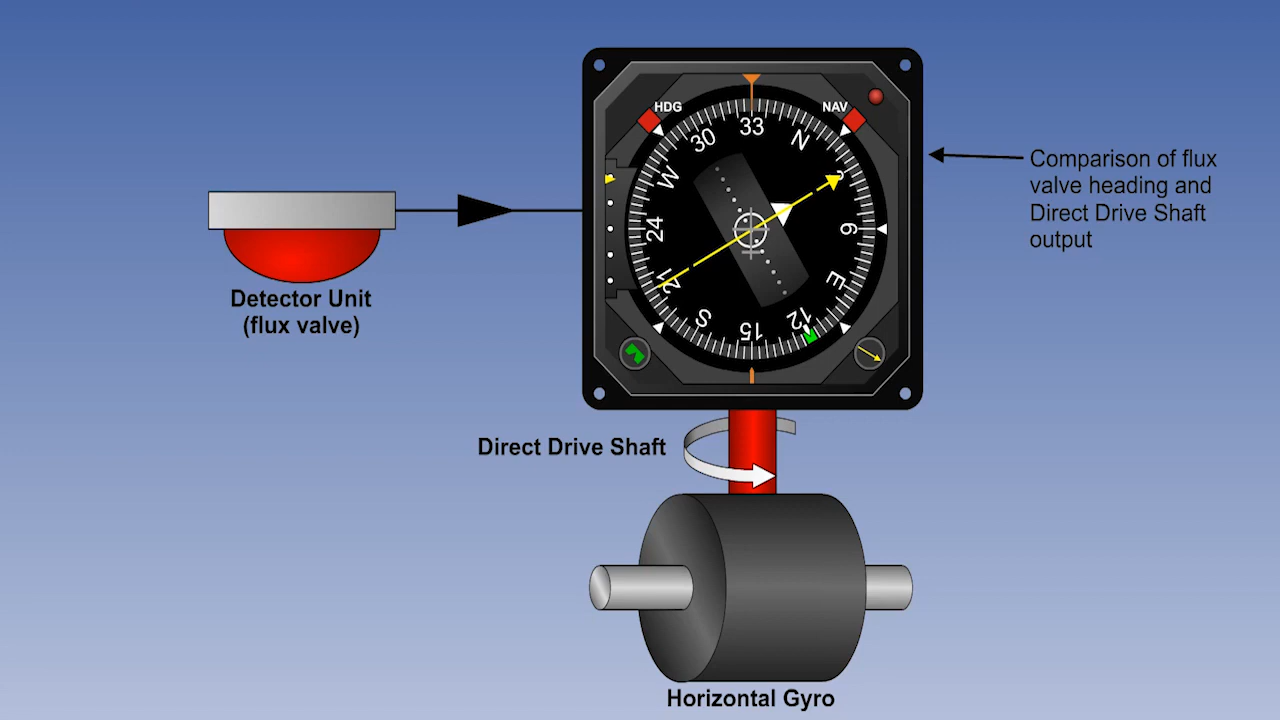 HDG
NAV
33
N
3
6
E
12
15
S
21
24
W
30
Comparison of flux
valve heading and
Direct Drive Shaft
output
Detector Unit
(flux valve)
Direct Drive Shaft
Horizontal Gyro